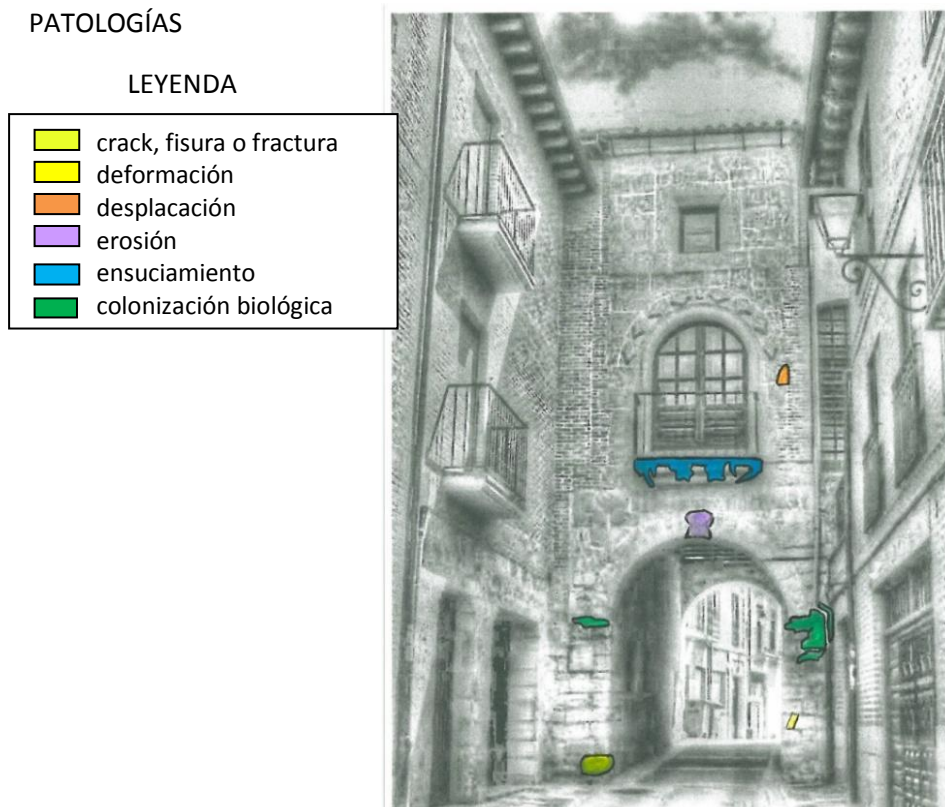 PATOLOGÍAS
LEYENDA
crack, fisura o fractura
deformación
desplacación
erosión
ensuciamiento
colonización biológica